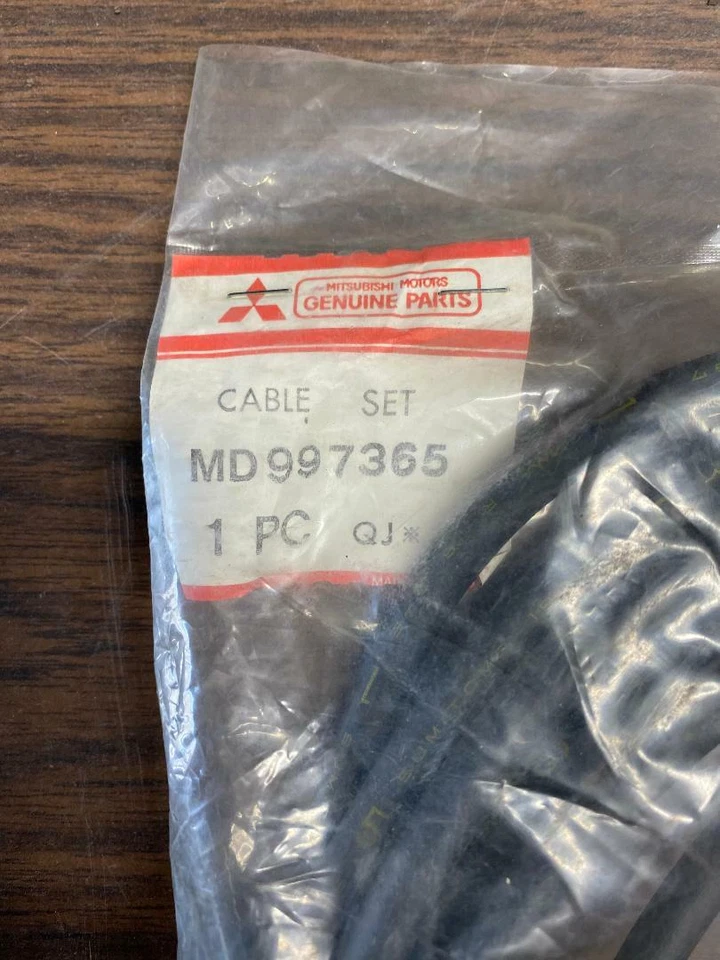 MITSUBISHI MOTORS
GENUINE PARTS
CABLE SET
MD997365
1 PC QJ※